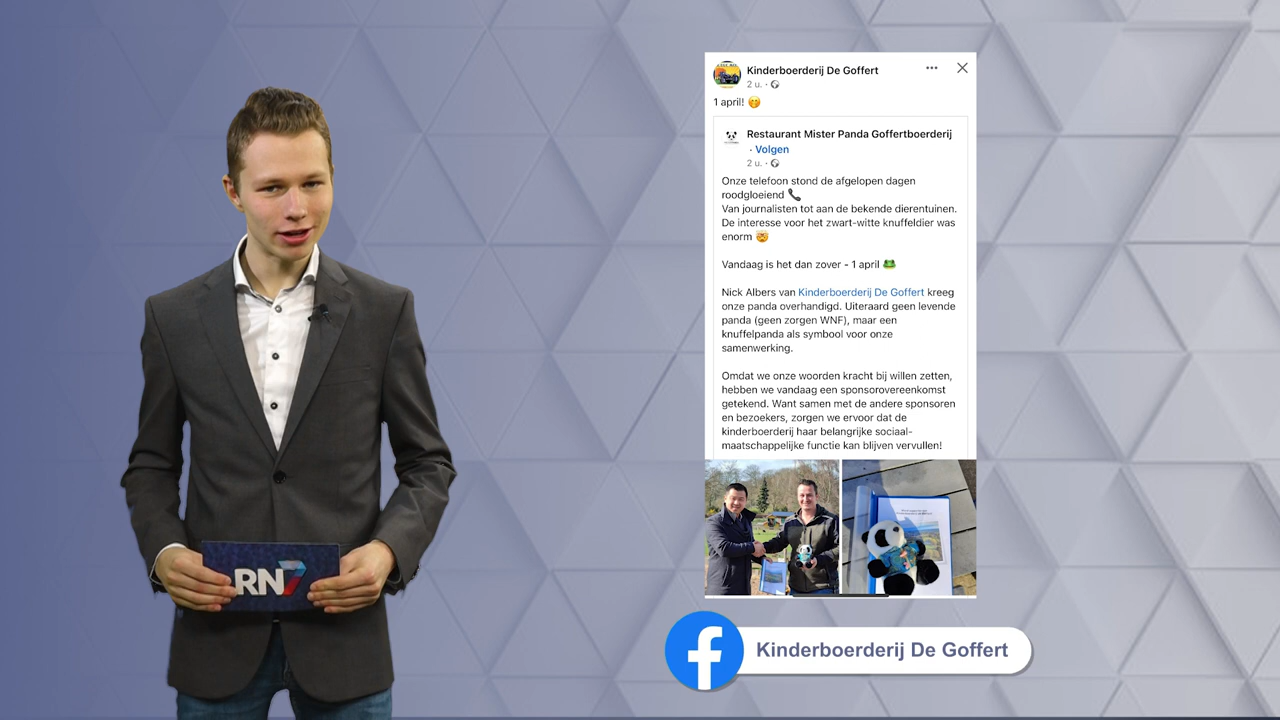 Kinderboerderij De Goffert
2 u. ·
1 april! 🤭
Restaurant Mister Panda Goffertboerderij
· Volgen
2 u. ·
Onze telefoon stond de afgelopen dagen
roodgloeiend 📞
Van journalisten tot aan de bekende dierentuinen.
De interesse voor het zwart-witte knuffeldier was
enorm 🤯
Vandaag is het dan zover - 1 april 🐸
Nick Albers van Kinderboerderij De Goffert kreeg
onze panda overhandigd. Uiteraard geen levende
panda (geen zorgen WNF), maar een
knuffelpanda als symbool voor onze
samenwerking.
Omdat we onze woorden kracht bij willen zetten,
hebben we vandaag een sponsorovereenkomst
getekend. Want samen met de andere sponsoren
en bezoekers, zorgen we ervoor dat de
kinderboerderij haar belangrijke sociaal-
maatschappelijke functie kan blijven vervullen!
RN7
Kinderboerderij De Goffert